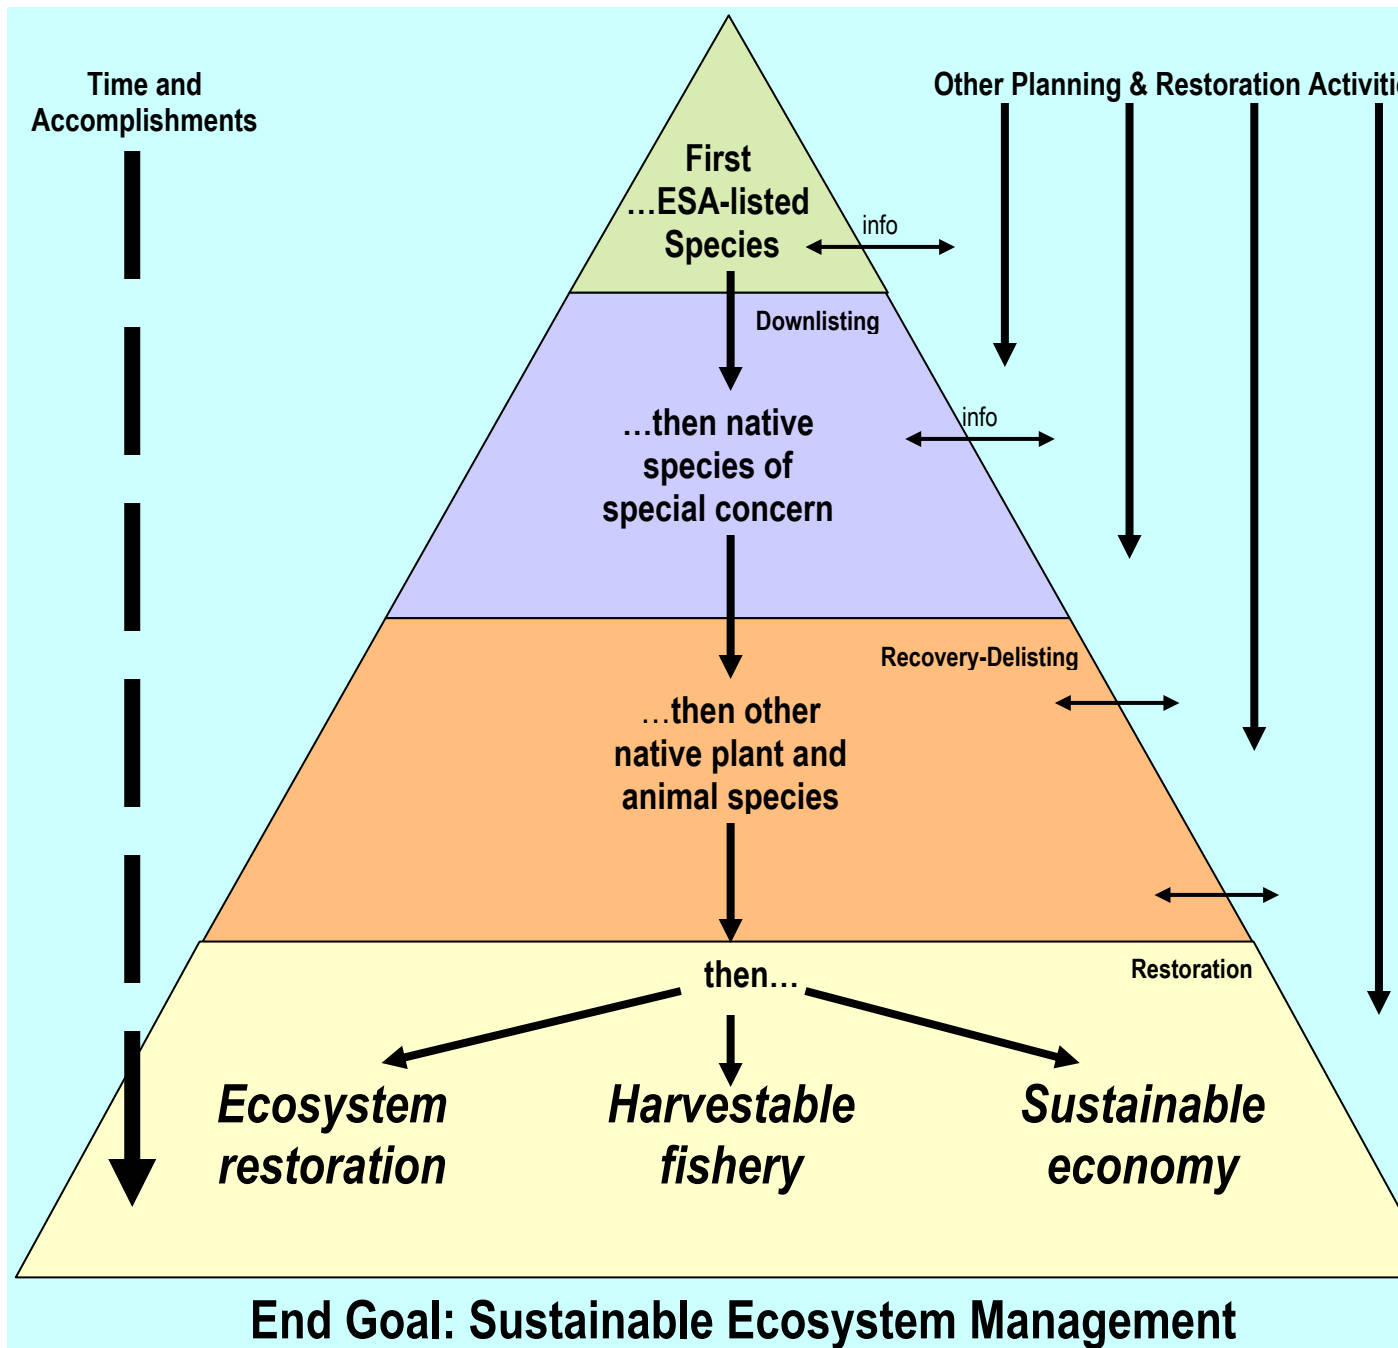 Time and
Accomplishments
Other Planning & Restoration Activitie
First
…ESA-listed
Species
info
Downlisting
…then native
species of
special concern
info
Recovery-Delisting
…then other
native plant and
animal species
then…
Restoration
Ecosystem
restoration
Harvestable
fishery
Sustainable
economy
End Goal: Sustainable Ecosystem Management